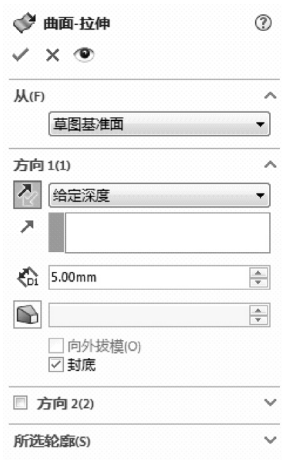 曲面-拉伸
从(F)
草图基准面
方向 1(1)
给定深度
D1
5.00mm
向外拔模(O)
封底
方向 2(2)
所选轮廓(S)